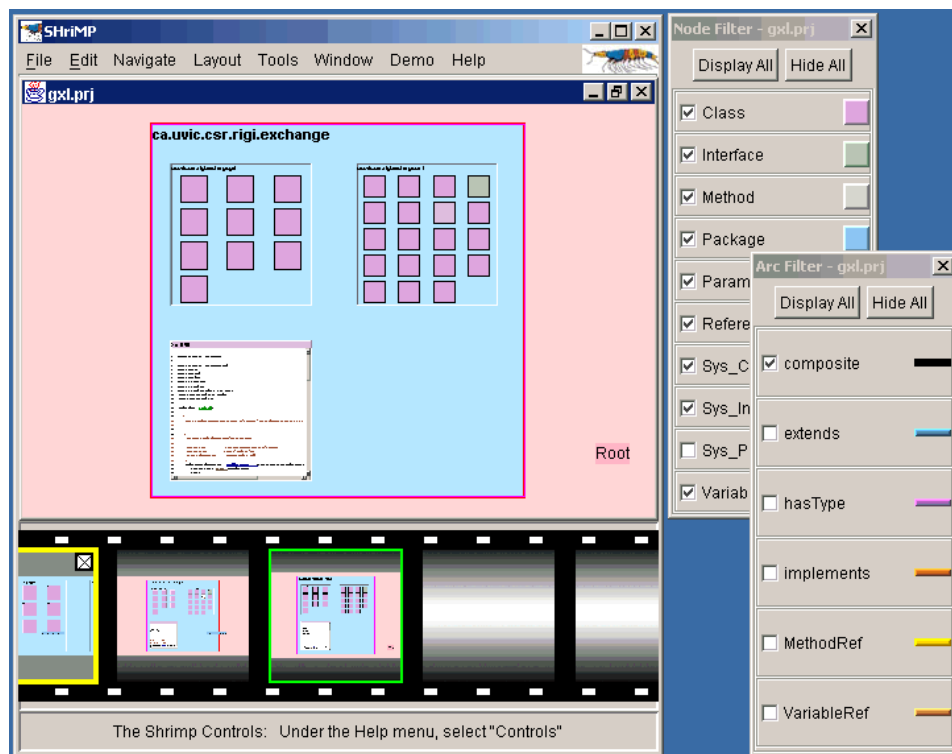 SHriMP
File Edit Navigate Layout Tools Window Demo Help
gxl.prj
ca.uvic.csr.rigi.exchange
Root
The Shrimp Controls: Under the Help menu, select "Controls"
Node Filter - gxl.prj
Display All Hide All
Class
Interface
Method
Package
Param
Refere
Sys_C
Sys_In
Sys_P
Variab
Arc Filter - gxl.prj
Display All Hide All
composite
extends
hasType
implements
MethodRef
VariableRef